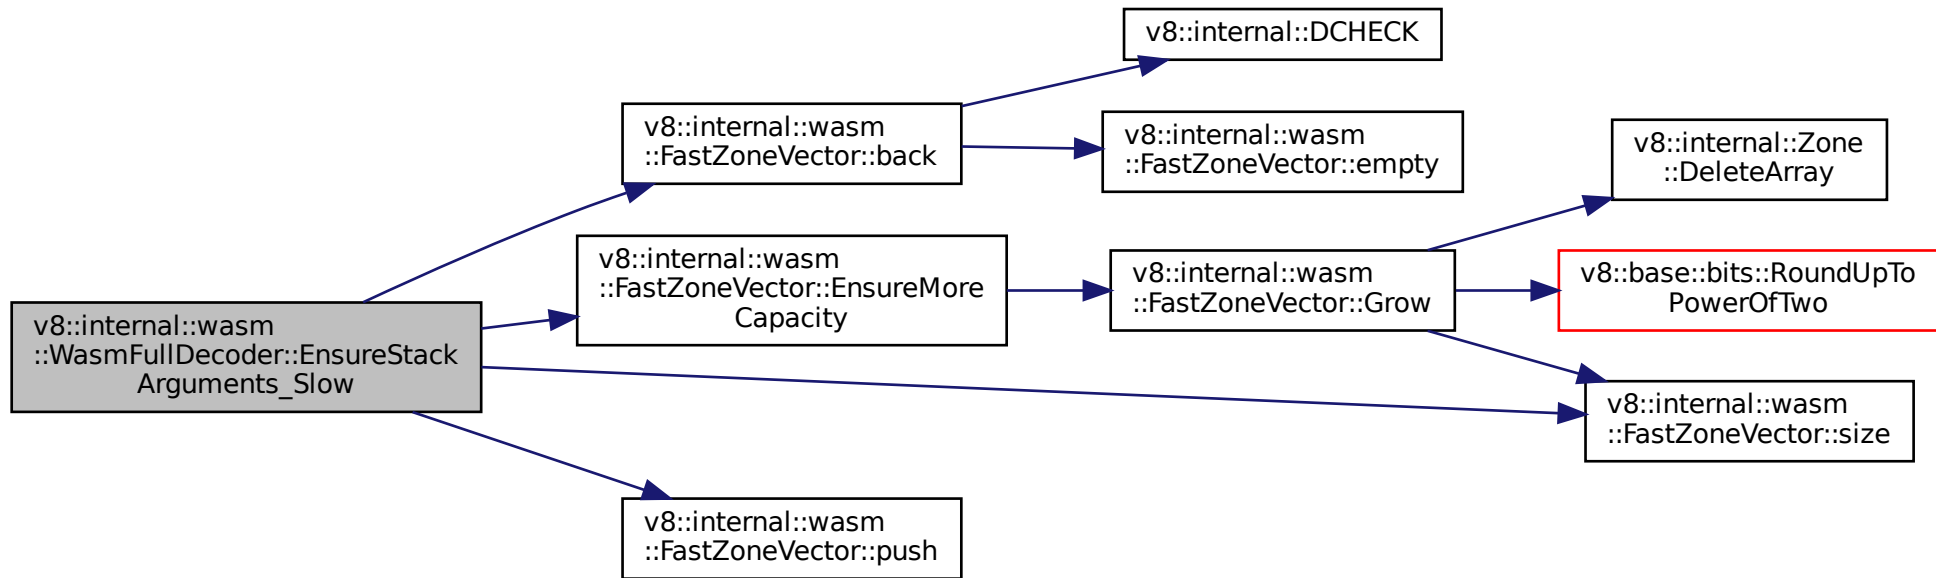 v8::internal::wasm
::WasmFullDecoder::EnsureStack
Arguments_Slow
v8::internal::wasm
::FastZoneVector::back
v8::internal::DCHECK
v8::internal::wasm
::FastZoneVector::empty
v8::internal::wasm
::FastZoneVector::EnsureMore
Capacity
v8::internal::wasm
::FastZoneVector::Grow
v8::internal::Zone
::DeleteArray
v8::base::bits::RoundUpTo
PowerOfTwo
v8::internal::wasm
::FastZoneVector::size
v8::internal::wasm
::FastZoneVector::push